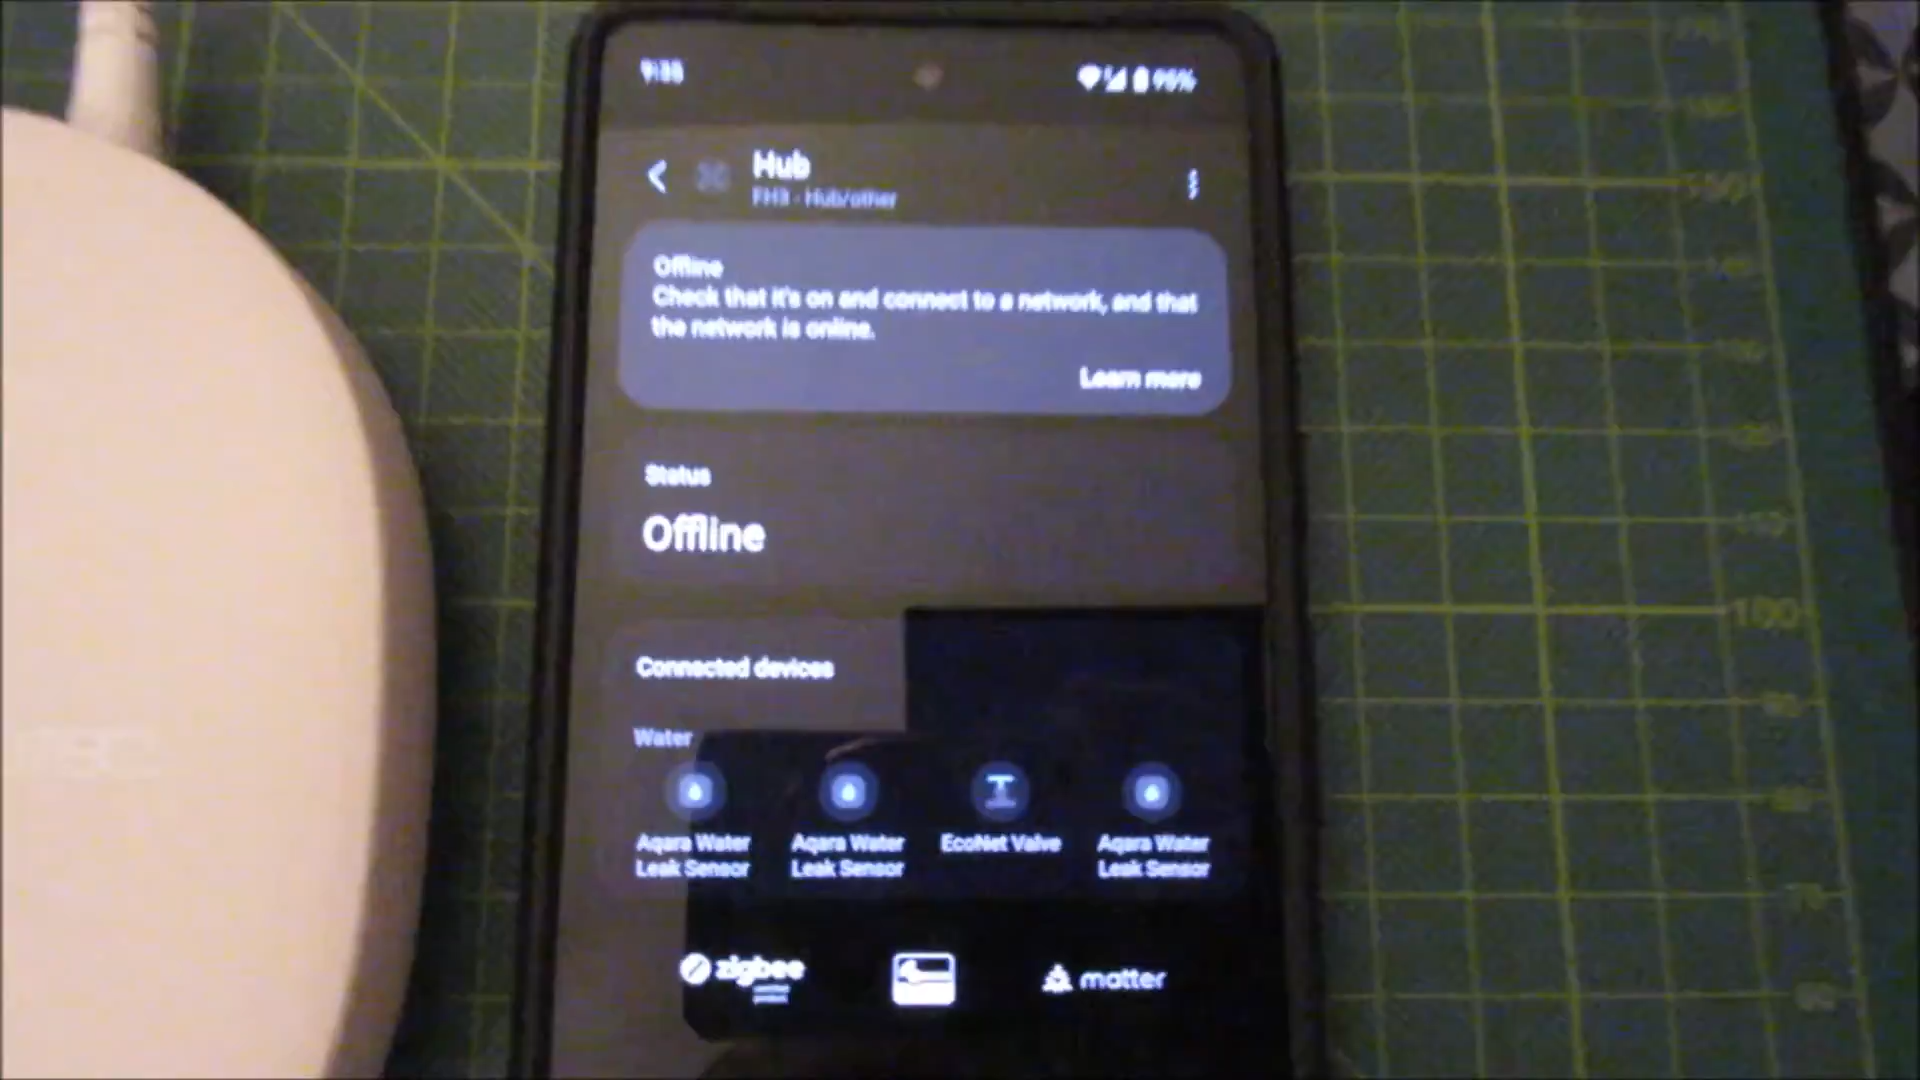 95%
Hub
Offline
Check that it's on and connect to a network, and that
the network is online.
Learn more
Status
Offline
Connected devices
Water
Aqara Water
Leak Sensor
Aqara Water
Leak Sensor
EcoNet Valve
Aqara Water
Leak Sensor
zigbee
matter
100